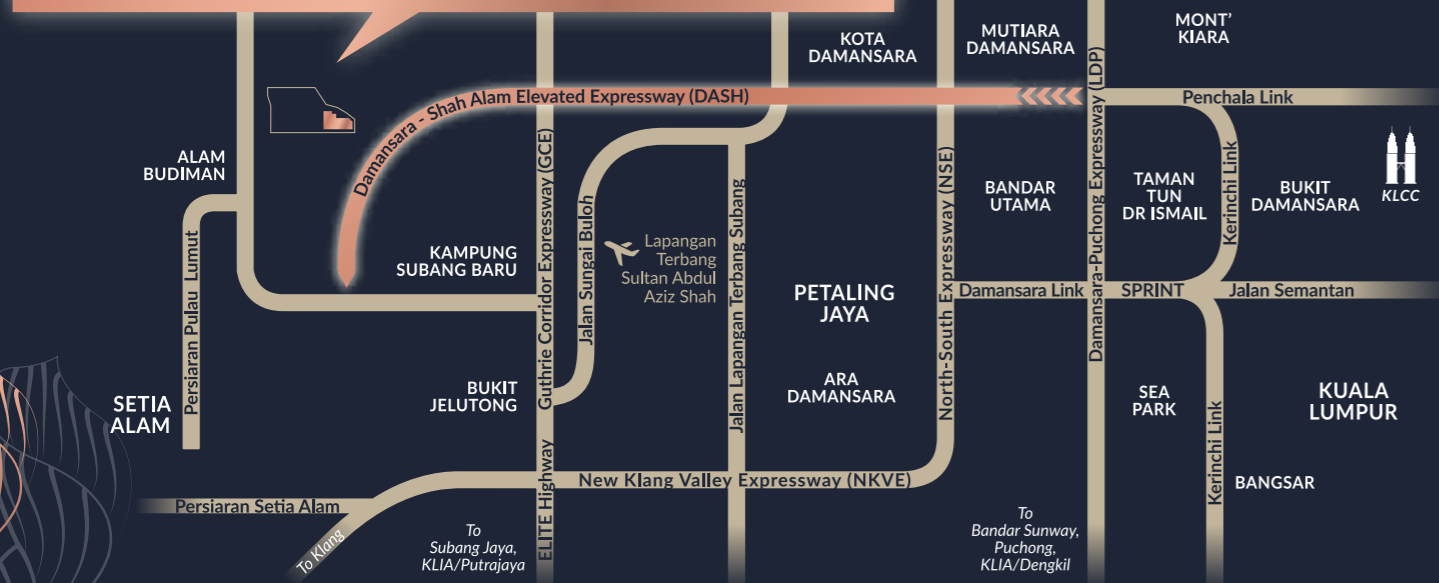 KOTA
DAMANSARA
MUTIARA
DAMANSARA
MONT'
KIARA
Damansara - Shah Alam Elevated Expressway (DASH)
Penchala Link
Damansara-Puchong Expressway (LDP)
ALAM
BUDIMAN
Persiaran Pulau Lumut
KAMPUNG
SUBANG BARU
Guthrie Corridor Expressway (GCE)
Jalan Sungai Buloh
Lapangan
Terbang
Sultan Abdul
Aziz Shah
Jalan Lapangan Terbang Subang
PETALING
JAYA
North-South Expressway (NSE)
BANDAR
UTAMA
TAMAN
TUN
DR ISMAIL
Kerinchi Link
BUKIT
DAMANSARA
KLCC
Damansara Link
SPRINT
Jalan Semantan
SETIA
ALAM
BUKIT
JELUTONG
ARA
DAMANSARA
SEA
PARK
KUALA
LUMPUR
Kerinchi Link
BANGSAR
New Klang Valley Expressway (NKVE)
ELITE Highway
Persiaran Setia Alam
To Klang
To
Subang Jaya,
KLIA/Putrajaya
To
Bandar Sunway,
Puchong,
KLIA/Dengkil